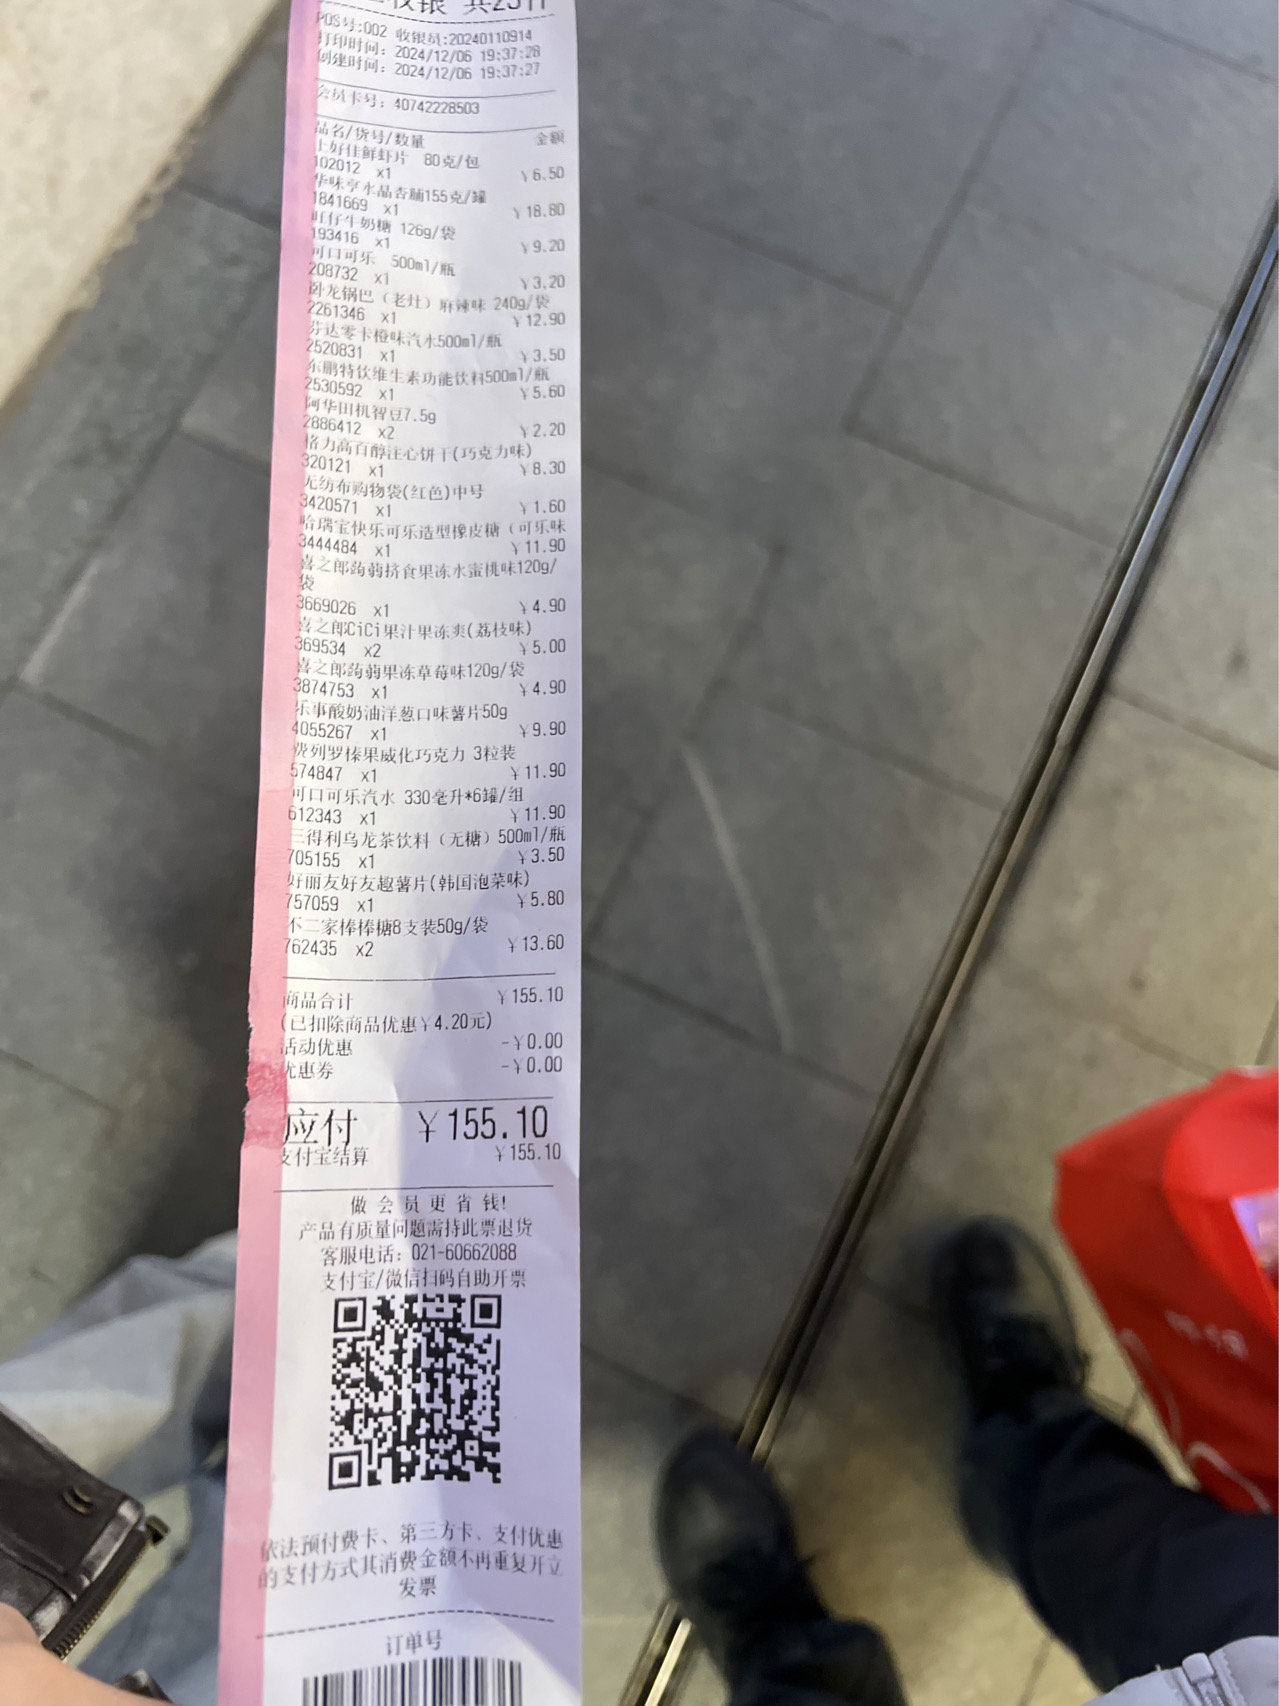 收银 共23件
POS号:002 收银员:20240110914
打印时间: 2024/12/06 19:37:28
创建时间: 2024/12/06 19:37:27
会员卡号: 40742228503
品名/货号/数量 金额
上好佳鲜虾片 80克/包
102012 x1 ¥6.50
华味亨水晶杏脯155克/罐
1841669 x1 ¥18.80
旺仔牛奶糖 126g/袋
193416 x1 ¥9.20
可口可乐 500ml/瓶
208732 x1 ¥3.20
卧龙锅巴（老灶）麻辣味 240g/袋
2261346 x1 ¥12.90
芬达零卡橙味汽水500ml/瓶
2520831 x1 ¥3.50
东鹏特饮维生素功能饮料500ml/瓶
2530592 x1 ¥5.60
阿华田机智豆7.5g
2886412 x2 ¥2.20
格力高百醇注心饼干(巧克力味)
320121 x1 ¥8.30
无纺布购物袋(红色)中号
3420571 x1 ¥1.60
哈瑞宝快乐可乐造型橡皮糖（可乐味
3444484 x1 ¥11.90
喜之郎蒟蒻挤食果冻水蜜桃味120g/
袋
3669026 x1 ¥4.90
喜之郎CiCi果汁果冻爽(荔枝味)
369534 x2 ¥5.00
喜之郎蒟蒻果冻草莓味120g/袋
3874753 x1 ¥4.90
乐事酸奶油洋葱口味薯片50g
4055267 x1 ¥9.90
费列罗榛果威化巧克力 3粒装
574847 x1 ¥11.90
可口可乐汽水 330毫升*6罐/组
612343 x1 ¥11.90
三得利乌龙茶饮料（无糖）500ml/瓶
705155 x1 ¥3.50
好丽友好友趣薯片(韩国泡菜味)
757059 x1 ¥5.80
不二家棒棒糖8支装50g/袋
762435 x2 ¥13.60
商品合计 ¥155.10
(已扣除商品优惠¥4.20元)
活动优惠 -¥0.00
优惠券 -¥0.00
应付 ¥155.10
支付宝结算 ¥155.10
做会员更省钱!
产品有质量问题需持此票退货
客服电话: 021-60662088
支付宝/微信扫码自助开票
依法预付费卡、第三方卡、支付优惠
的支付方式其消费金额不再重复开立
发票
订单号